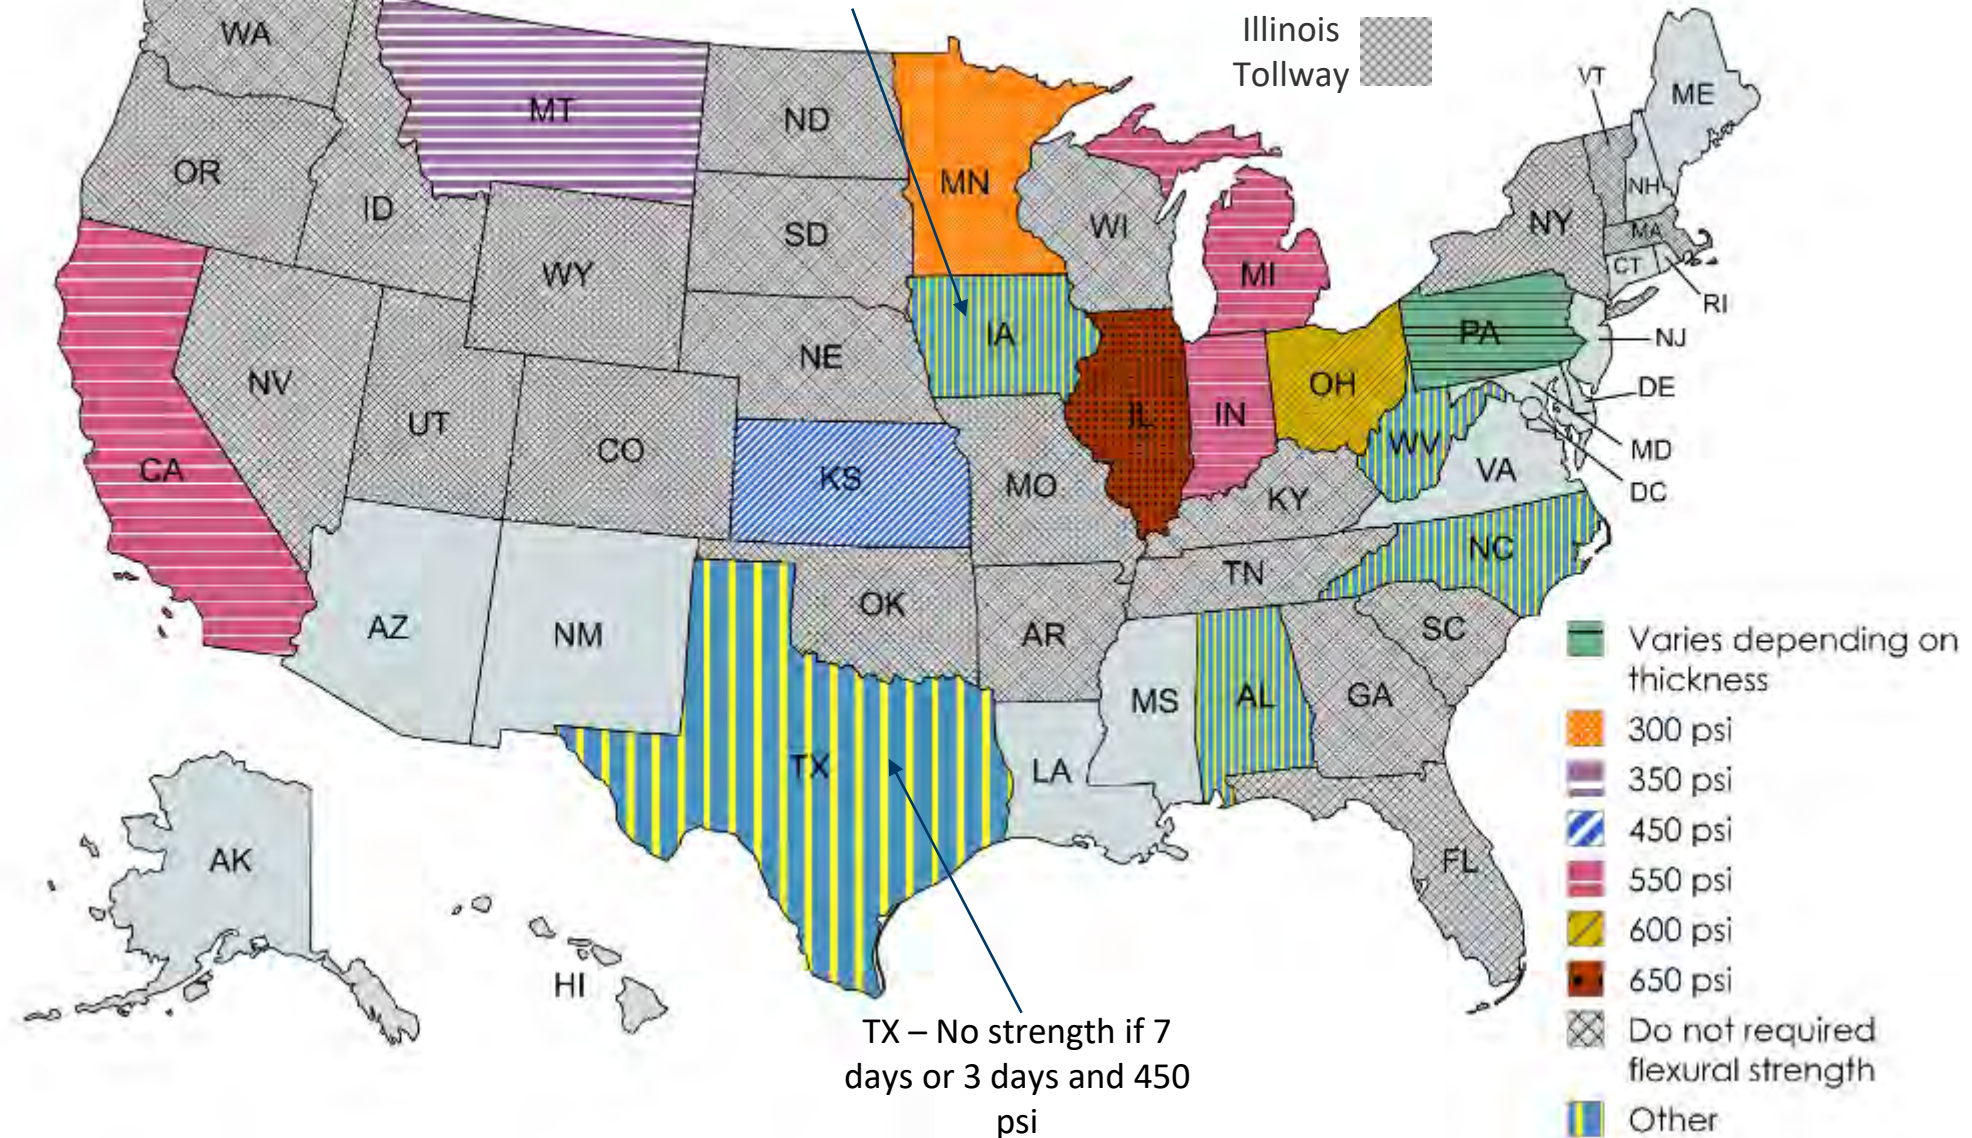 Illinois
Tollway
WA
MT
ND
MN
OR
ID
SD
WI
WY
MI
VT
ME
NH
NY
MA
CT
RI
NV
NE
IA
PA
NJ
UT
CO
IL
IN
OH
DE
CA
KS
MO
KY
WV
VA
MD
DC
NC
AZ
NM
OK
AR
TN
SC
MS
AL
GA
TX
LA
FL
AK
HI
TX – No strength if 7
days or 3 days and 450
psi
Varies depending on
thickness
300 psi
350 psi
450 psi
550 psi
600 psi
650 psi
Do not required
flexural strength
Other